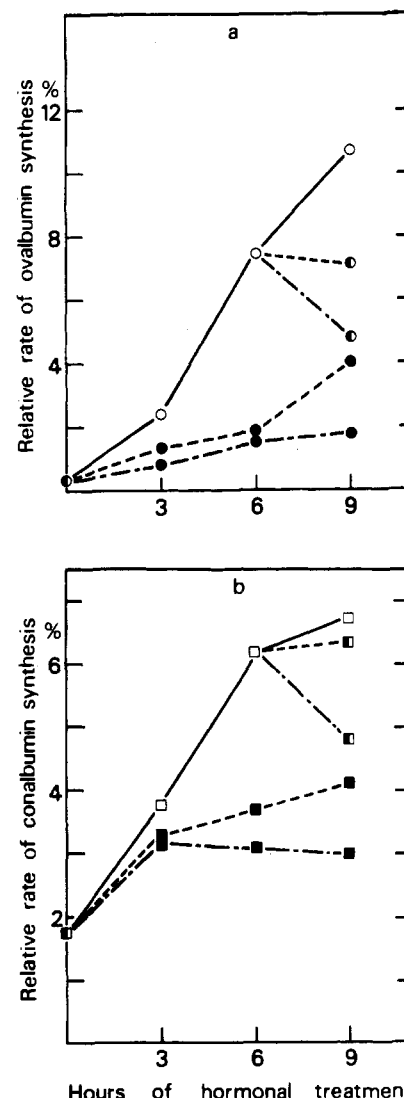 a
Relative rate of ovalbumin synthesis
%
12
8
4
3 6 9
b
Relative rate of conalbumin synthesis
%
6
4
2
3 6 9
Hours of hormonal treatmen